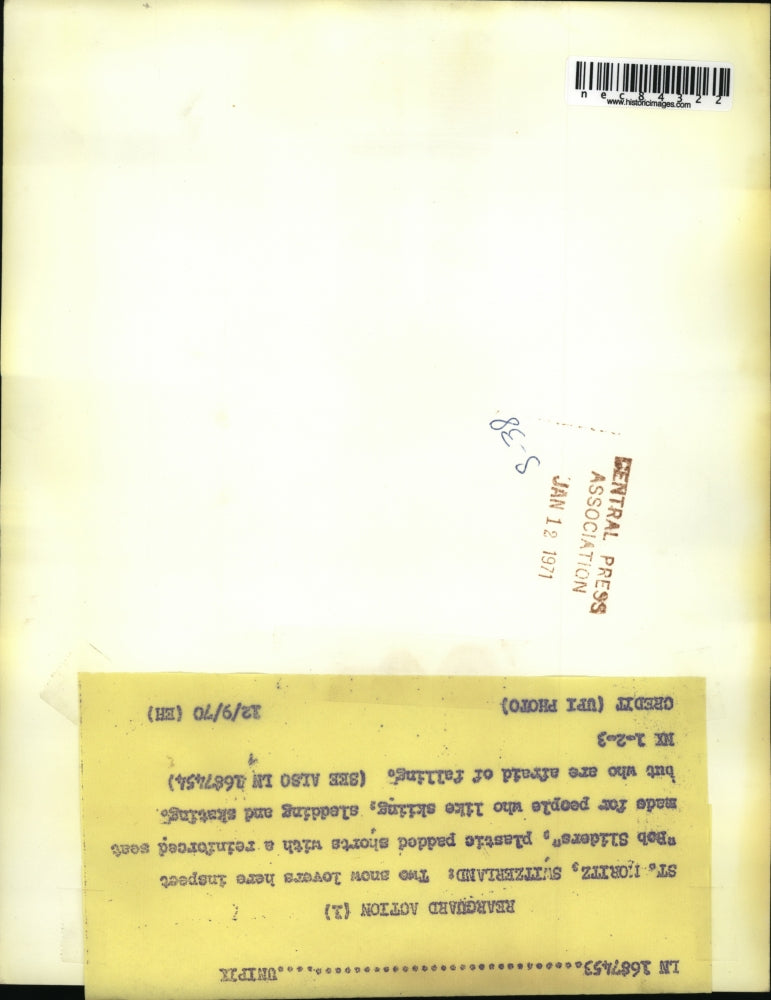 nec84322
www.historicimages.com
S-38
CENTRAL PRESS
ASSOCIATION
JAN 12 1971
LN 1687453........................................UNIPIX
REARGUARD ACTION (1)
ST. MORITZ, SWITZERLAND: Two snow lovers here inspect
"Bob Sliders", plastic padded shorts with a reinforced seat
made for people who like skiing, sledding and skating.
but who are afraid of falling. (SEE ALSO LN 1687454)
NX 1-2-3
CREDIT (UPI PHOTO) 12/9/70 (EH)